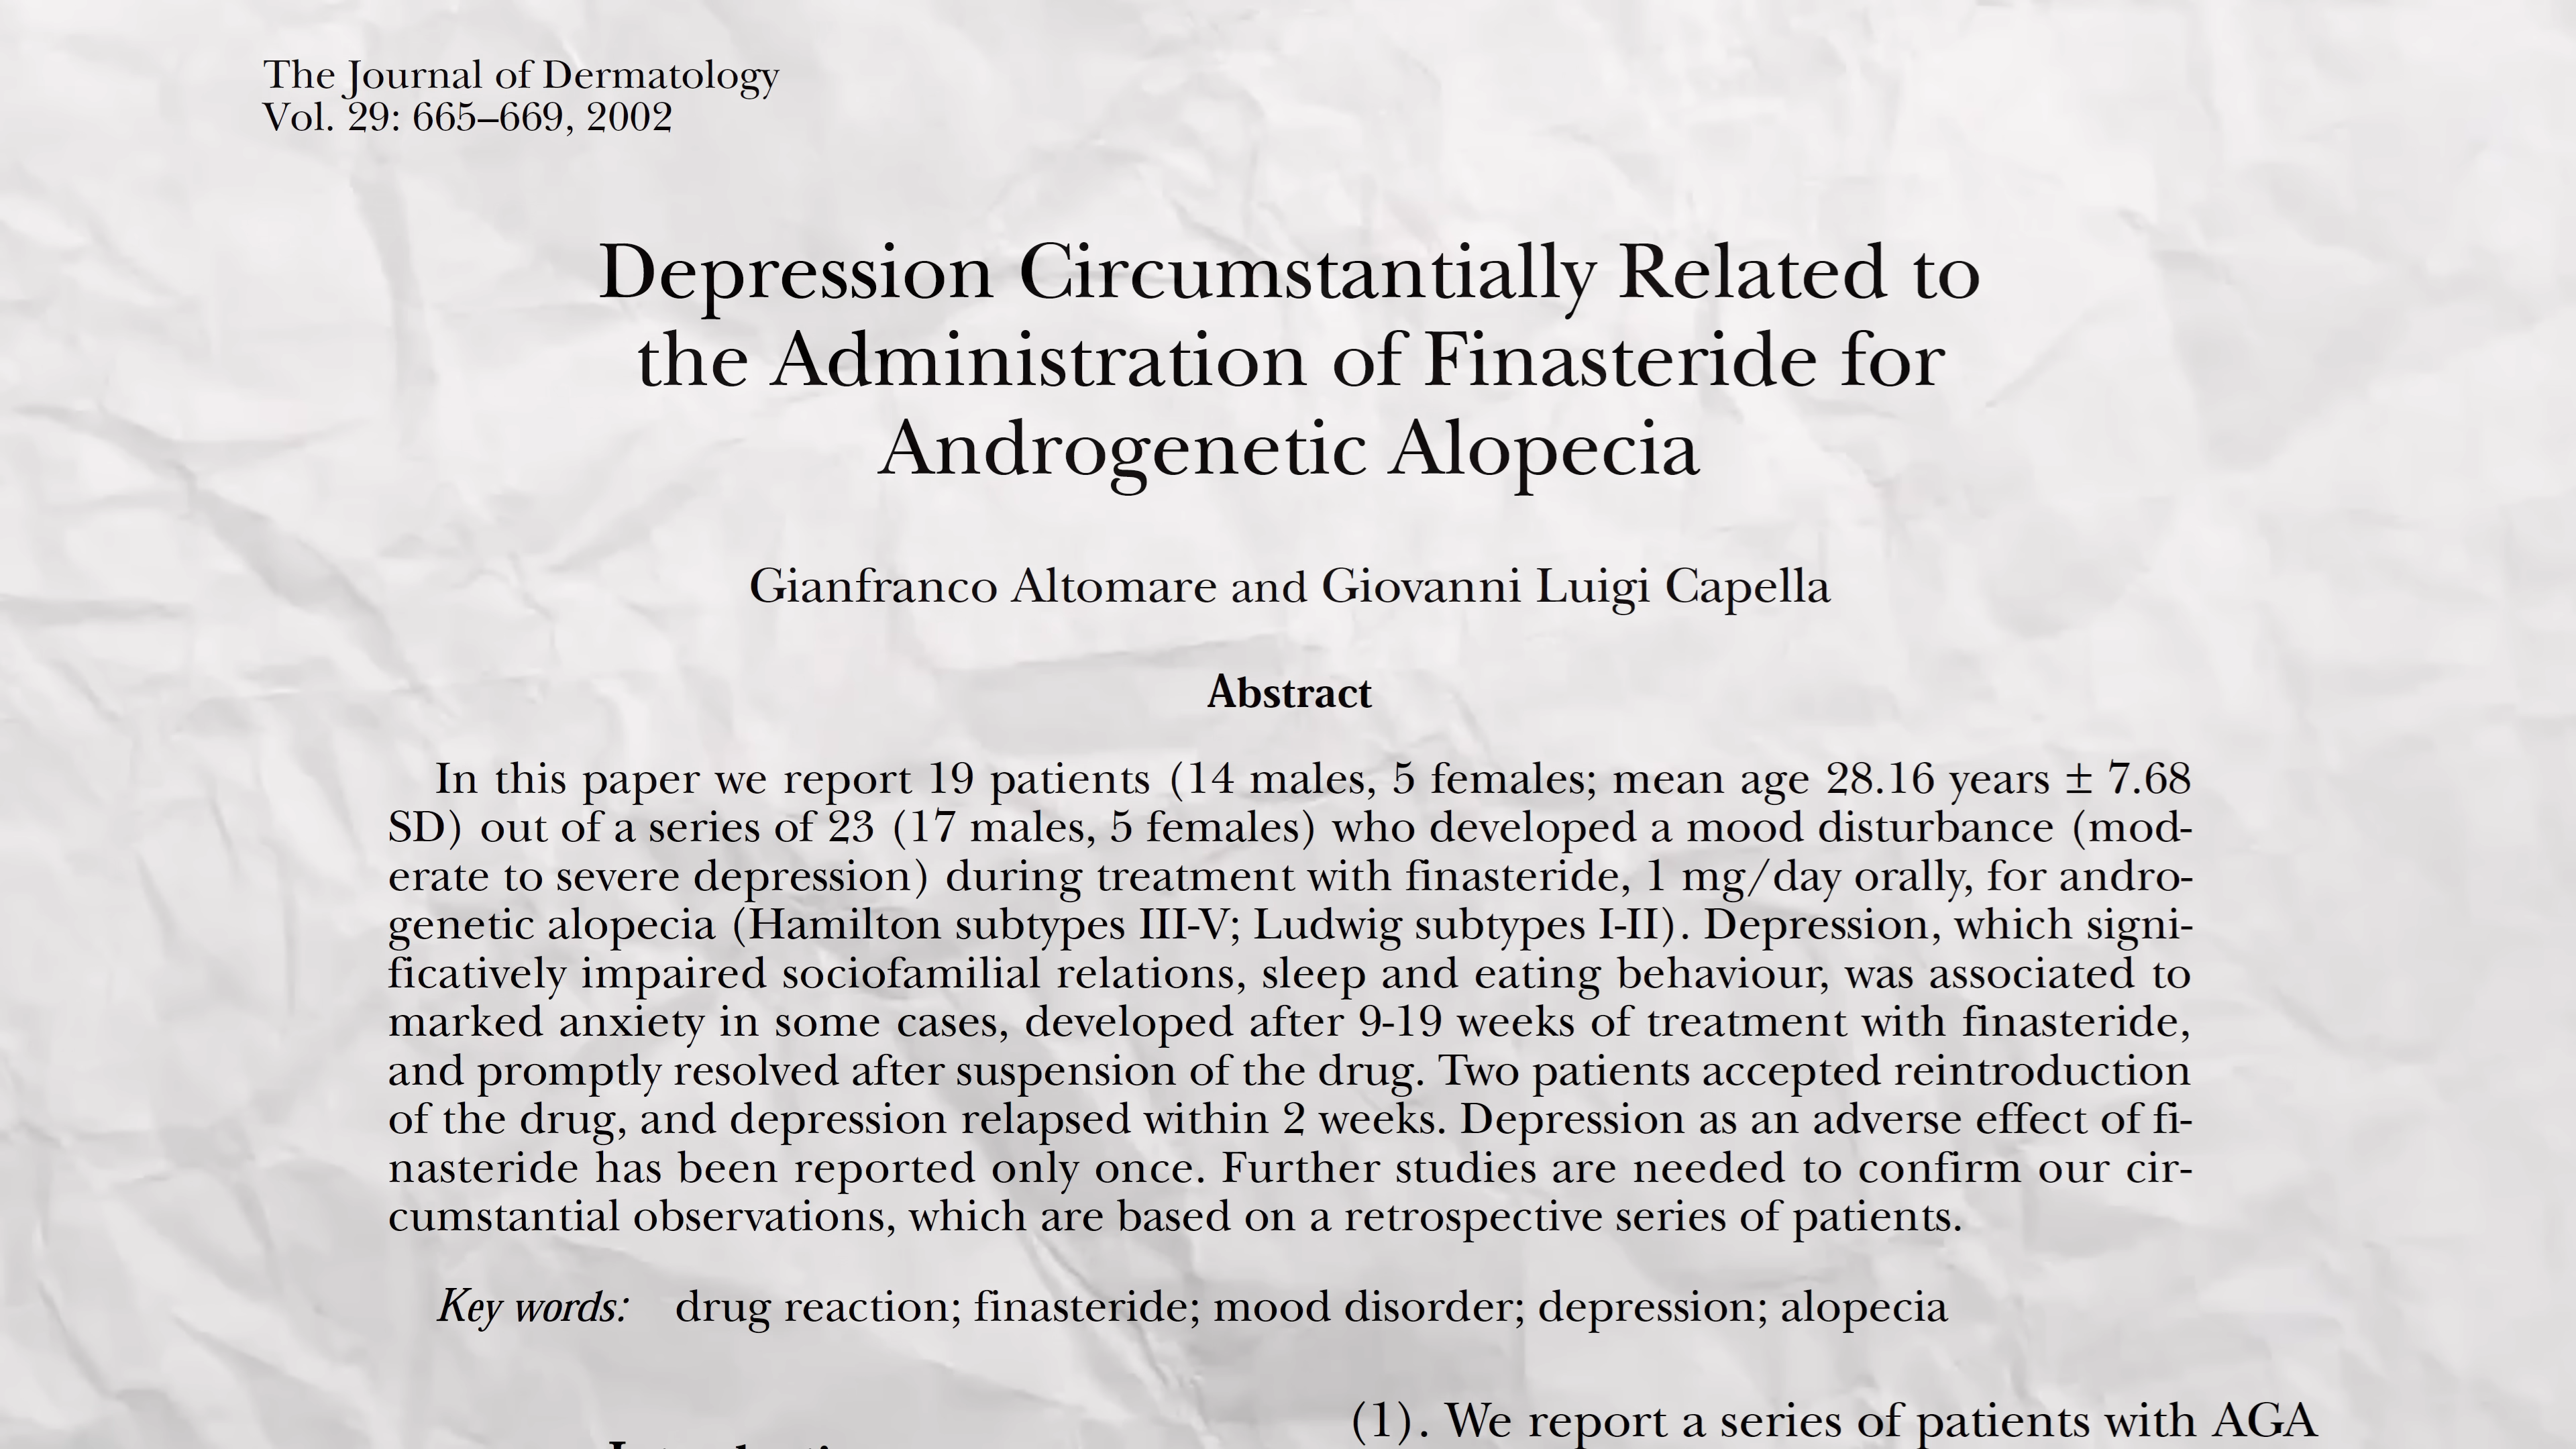 The Journal of Dermatology
Vol. 29: 665–669, 2002
Depression Circumstantially Related to
the Administration of Finasteride for
Androgenetic Alopecia
Gianfranco Altomare and Giovanni Luigi Capella
Abstract
In this paper we report 19 patients (14 males, 5 females; mean age 28.16 years ± 7.68
SD) out of a series of 23 (17 males, 5 females) who developed a mood disturbance (mod-
erate to severe depression) during treatment with finasteride, 1 mg/day orally, for andro-
genetic alopecia (Hamilton subtypes III-V; Ludwig subtypes I-II). Depression, which signi-
ficatively impaired sociofamilial relations, sleep and eating behaviour, was associated to
marked anxiety in some cases, developed after 9-19 weeks of treatment with finasteride,
and promptly resolved after suspension of the drug. Two patients accepted reintroduction
of the drug, and depression relapsed within 2 weeks. Depression as an adverse effect of fi-
nasteride has been reported only once. Further studies are needed to confirm our cir-
cumstantial observations, which are based on a retrospective series of patients.
Key words: drug reaction; finasteride; mood disorder; depression; alopecia
(1). We report a series of patients with AGA